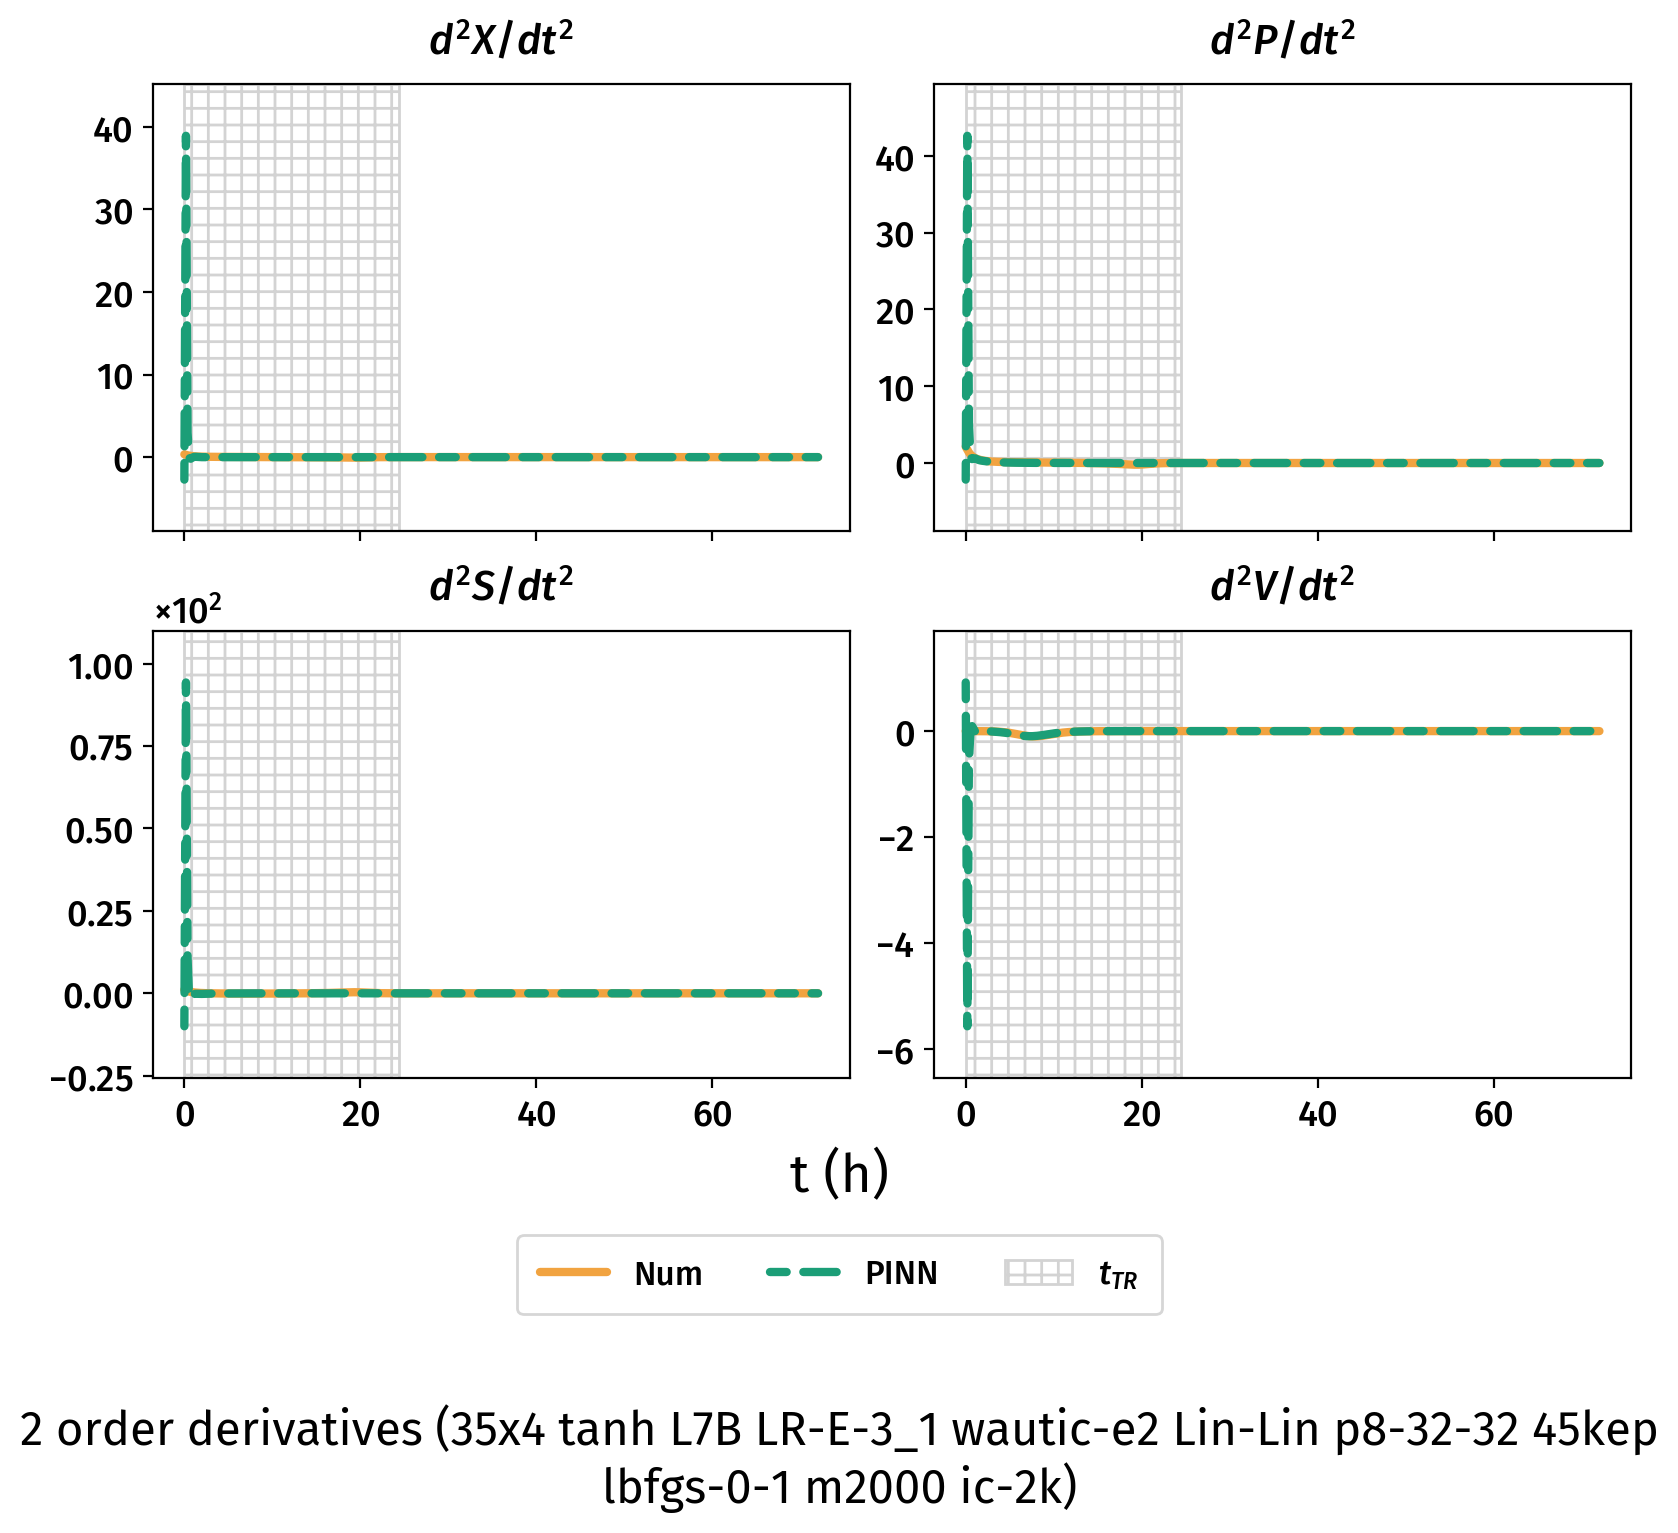 d²X/dt²
d²P/dt²
40
30
20
10
0
40
30
20
10
0
d²S/dt²
d²V/dt²
×10²
1.00
0.75
0.50
0.25
0.00
−0.25
0
−2
−4
−6
0 20 40 60
0 20 40 60
t (h)
Num PINN t_TR
2 order derivatives (35x4 tanh L7B LR-E-3_1 wautic-e2 Lin-Lin p8-32-32 45kep
lbfgs-0-1 m2000 ic-2k)